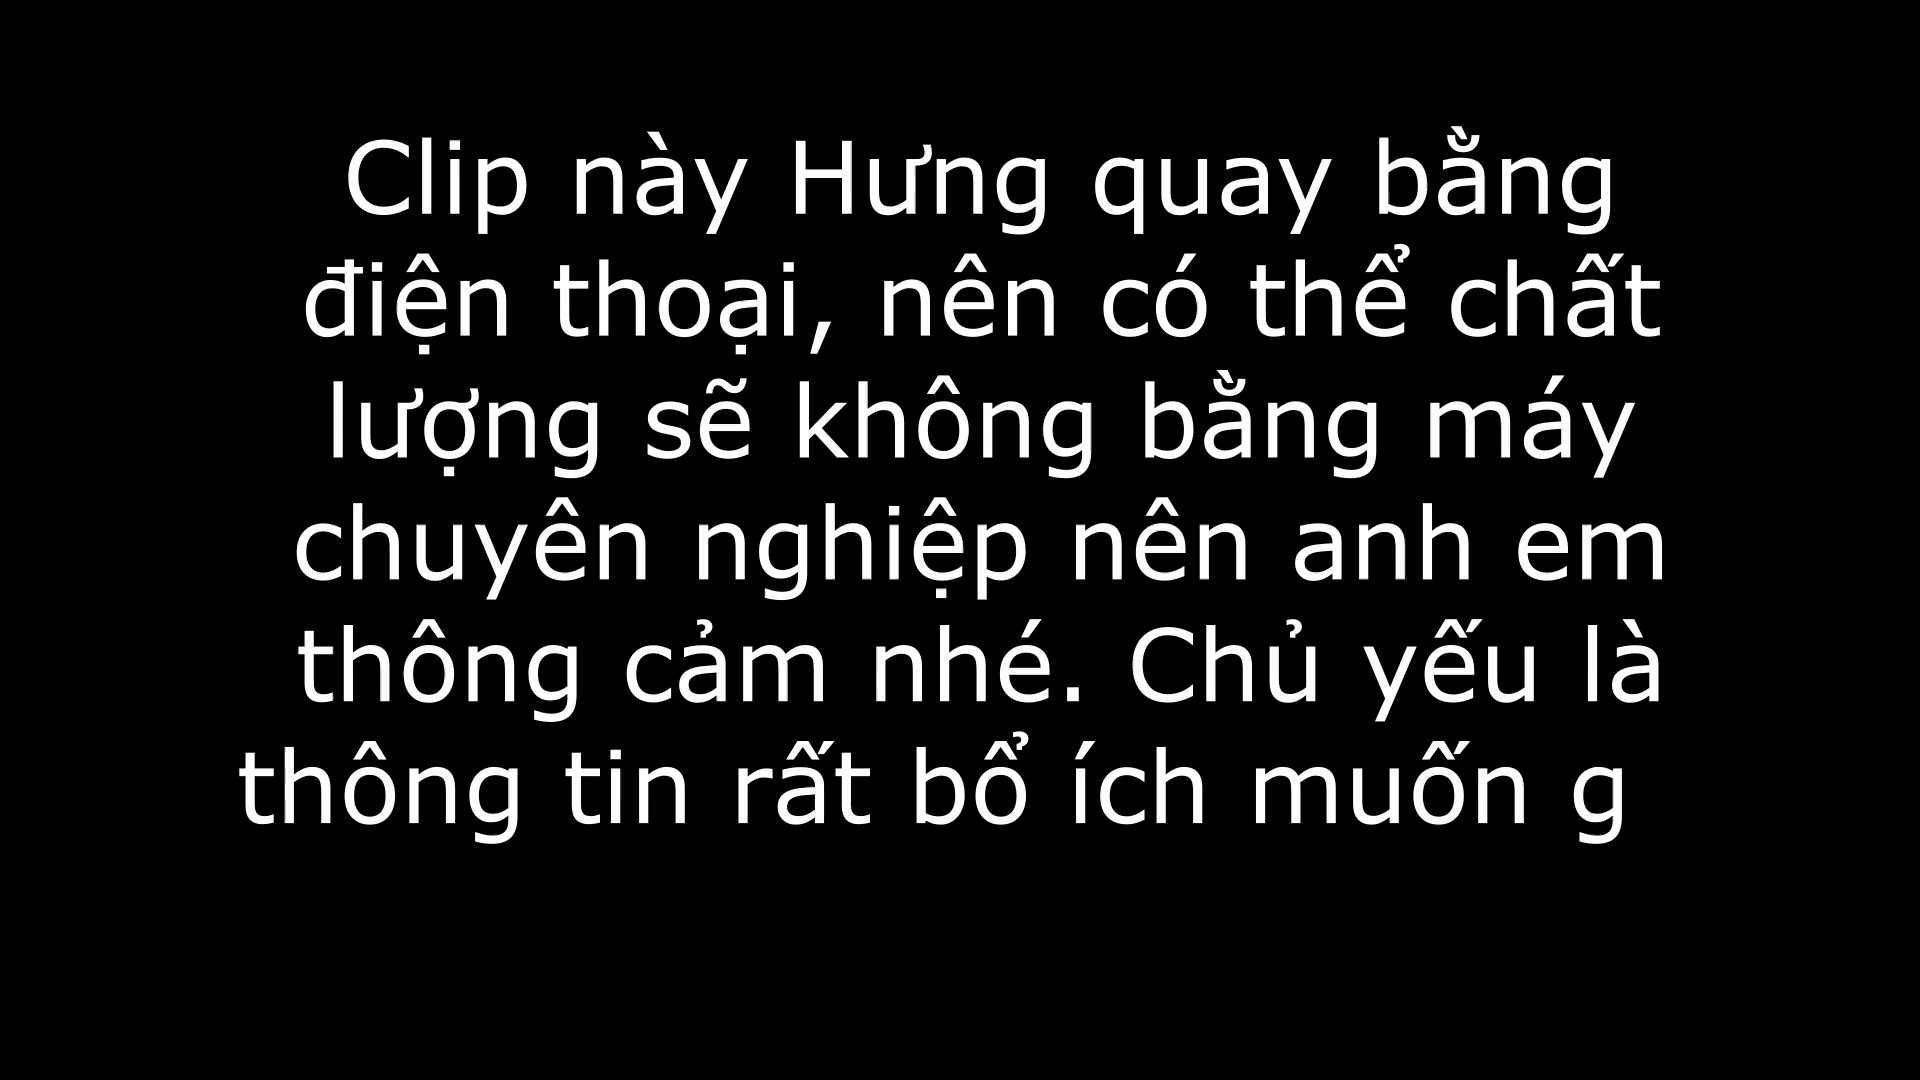 Clip này Hưng quay bằng
điện thoại, nên có thể chất
lượng sẽ không bằng máy
chuyên nghiệp nên anh em
thông cảm nhé. Chủ yếu là
thông tin rất bổ ích muốn g